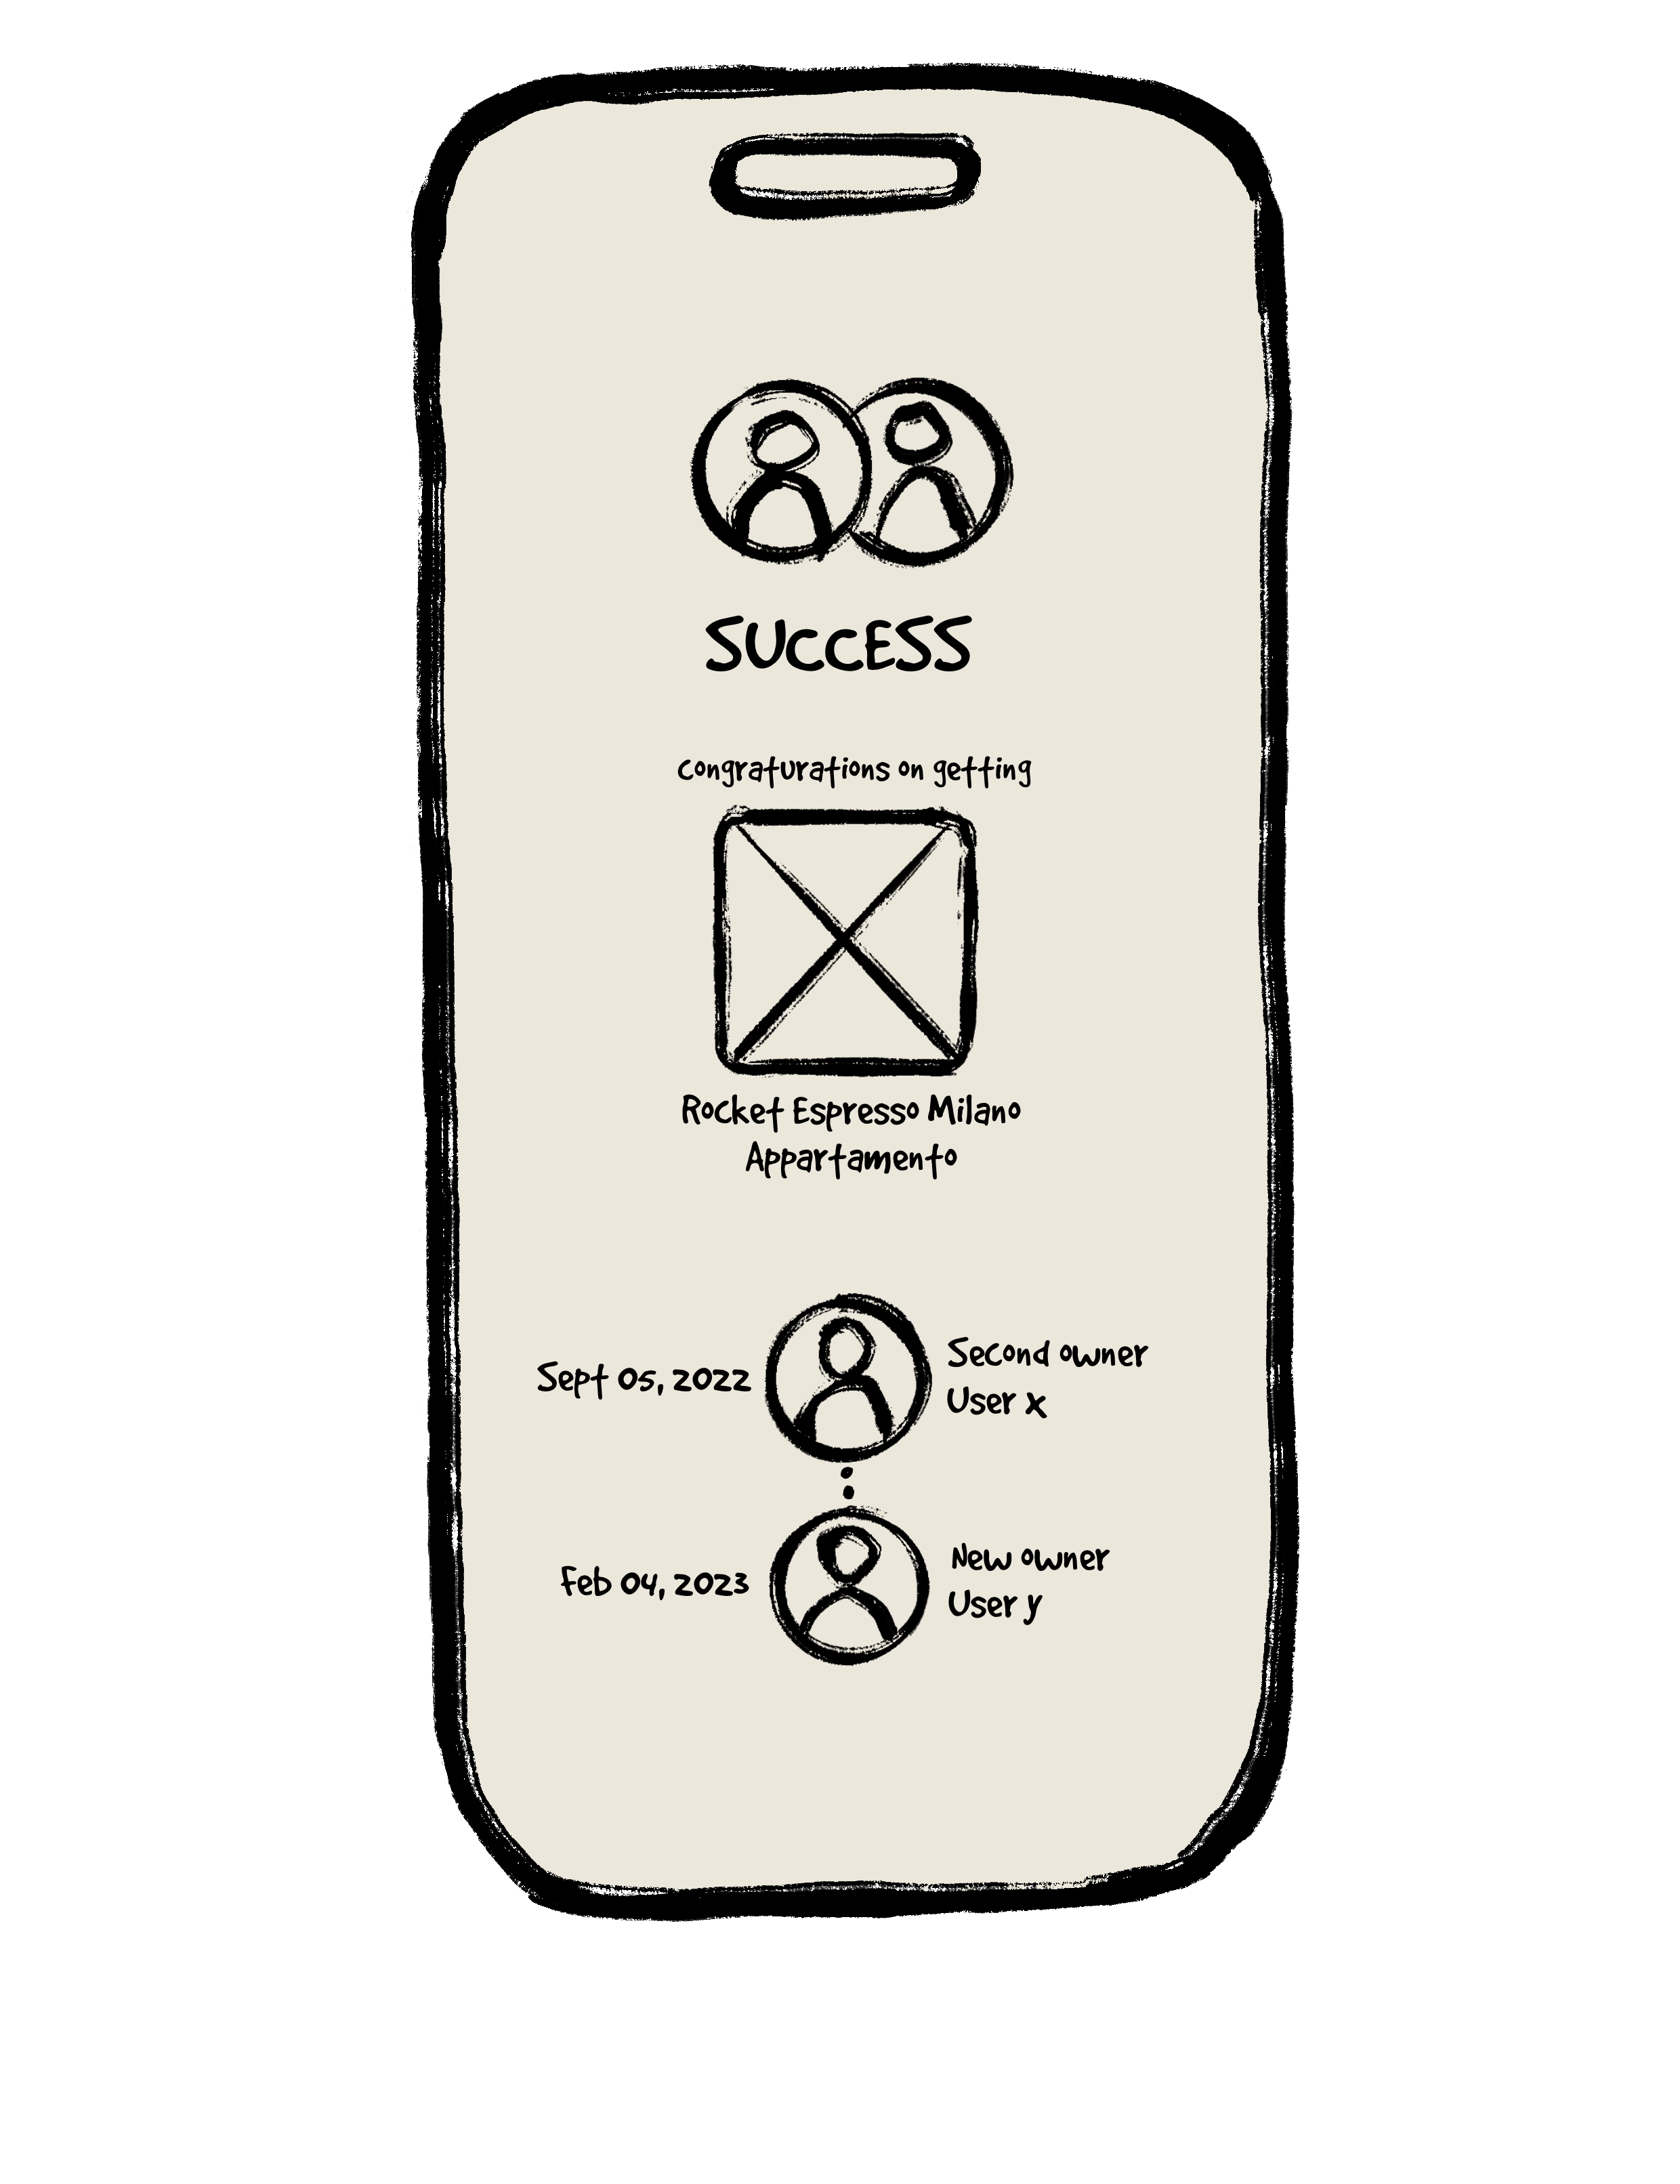 SUCCESS
congraturations on getting
Rocket Espresso Milano
Appartamento
Sept 05, 2022
Second owner
User x
Feb 04, 2023
New owner
User y